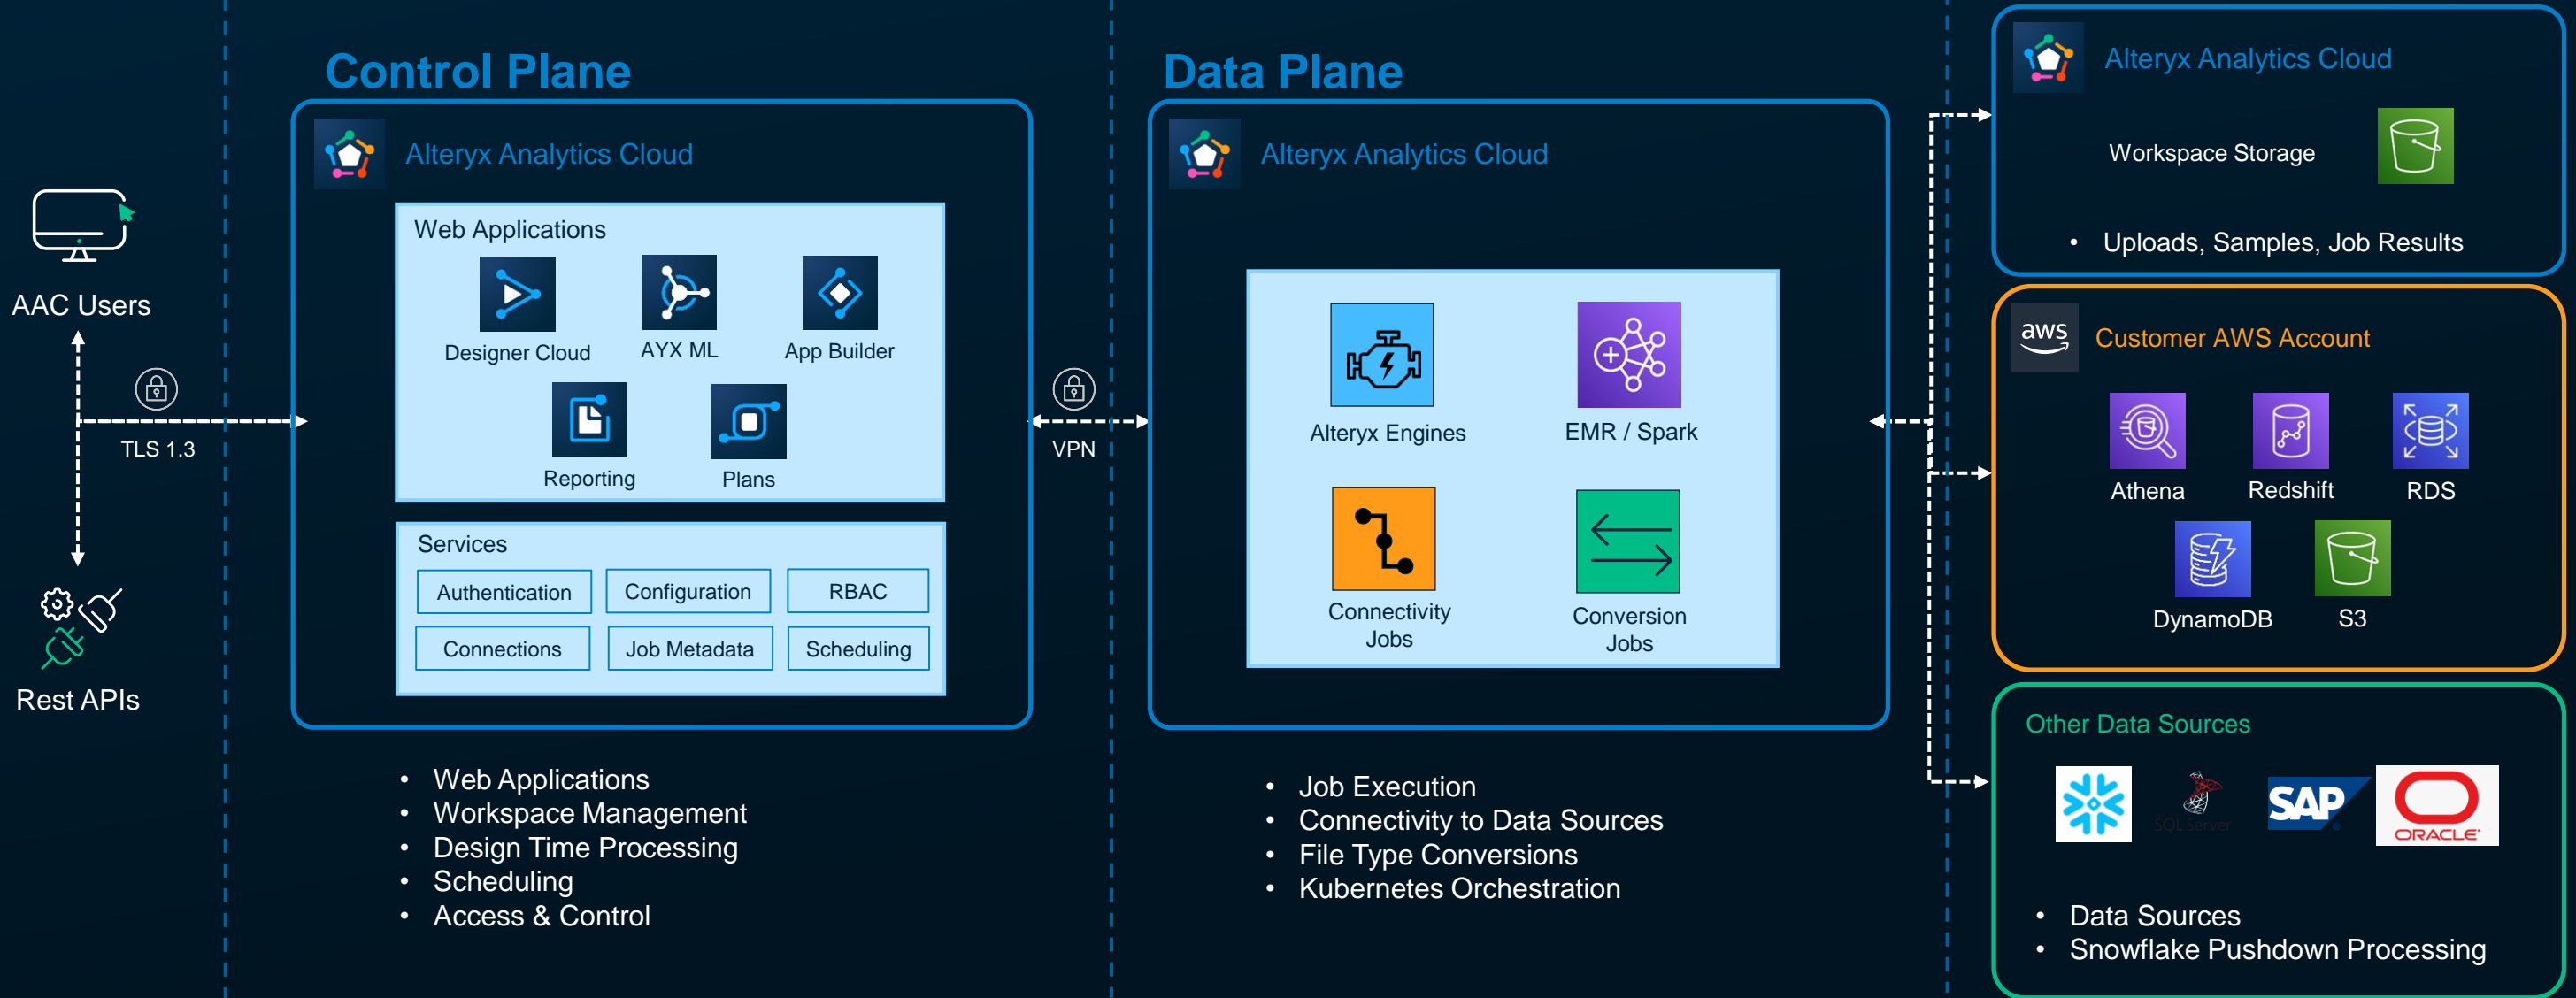 AAC Users
TLS 1.3
Rest APIs
Control Plane
Alteryx Analytics Cloud
Web Applications
Designer Cloud
AYX ML
App Builder
Reporting
Plans
Services
Authentication
Configuration
RBAC
Connections
Job Metadata
Scheduling
• Web Applications
• Workspace Management
• Design Time Processing
• Scheduling
• Access & Control
VPN
Data Plane
Alteryx Analytics Cloud
Alteryx Engines
EMR / Spark
Connectivity
Jobs
Conversion
Jobs
• Job Execution
• Connectivity to Data Sources
• File Type Conversions
• Kubernetes Orchestration
Alteryx Analytics Cloud
Workspace Storage
• Uploads, Samples, Job Results
aws
Customer AWS Account
Athena
Redshift
RDS
DynamoDB
S3
Other Data Sources
SQL Server
SAP
ORACLE
• Data Sources
• Snowflake Pushdown Processing